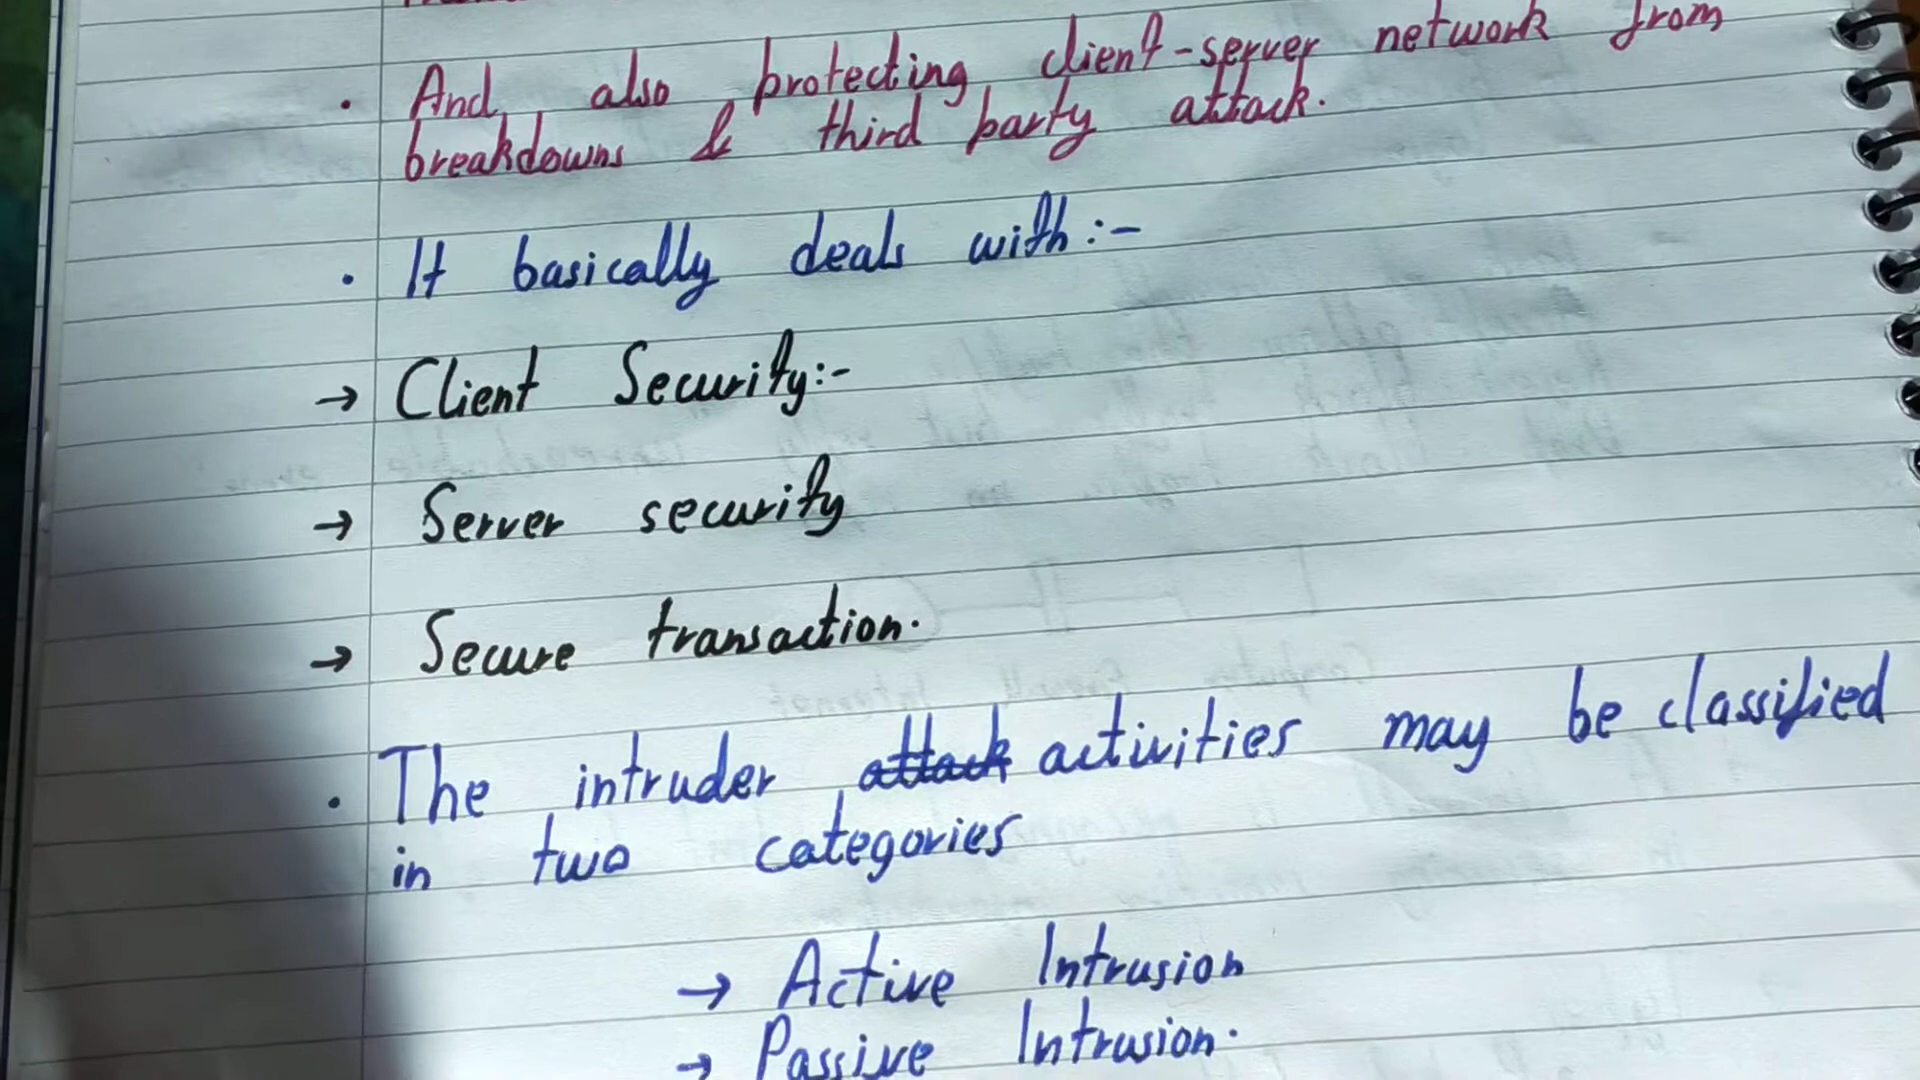 · And also protecting client-server network from
breakdowns & third party attack.
· It basically deals with:-
→ Client Security:-
→ Server security
→ Secure transaction.
· The intruder attack activities may be classified
in two categories
→ Active Intrusion
→ Passive Intrusion.